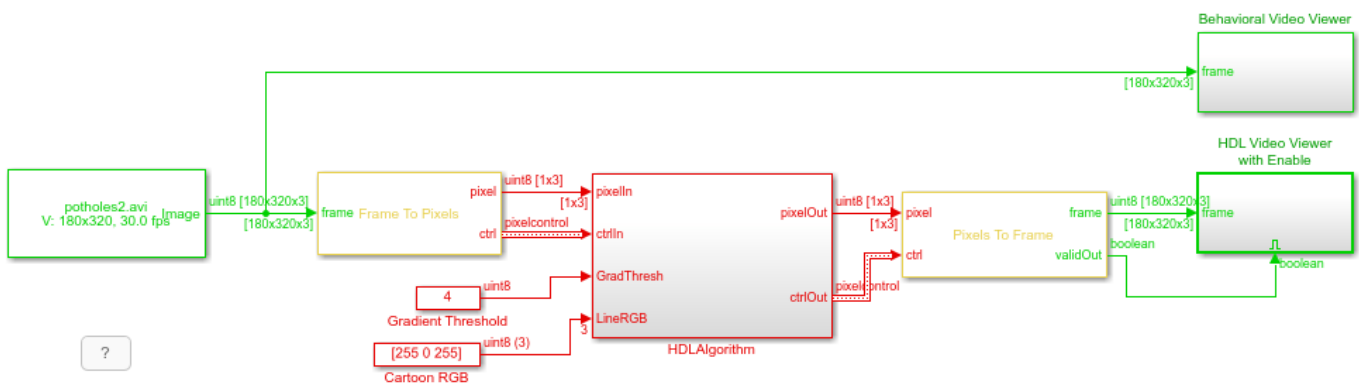 Behavioral Video Viewer
frame
[180x320x3]
HDL Video Viewer
with Enable
potholes2.avi
V: 180x320, 30.0 fps
Image
uint8 [180x320x3]
[180x320x3]
frame
Frame To Pixels
pixel
ctrl
uint8 [1x3]
[1x3]
pixelcontrol
pixelIn
ctrlIn
GradThresh
LineRGB
pixelOut
ctrlOut
uint8 [1x3]
[1x3]
pixelcontrol
pixel
ctrl
Pixels To Frame
frame
validOut
uint8 [180x320x3]
[180x320x3]
boolean
frame
boolean
4
uint8
Gradient Threshold
[255 0 255]
uint8 (3)
3
Cartoon RGB
HDLAlgorithm
?